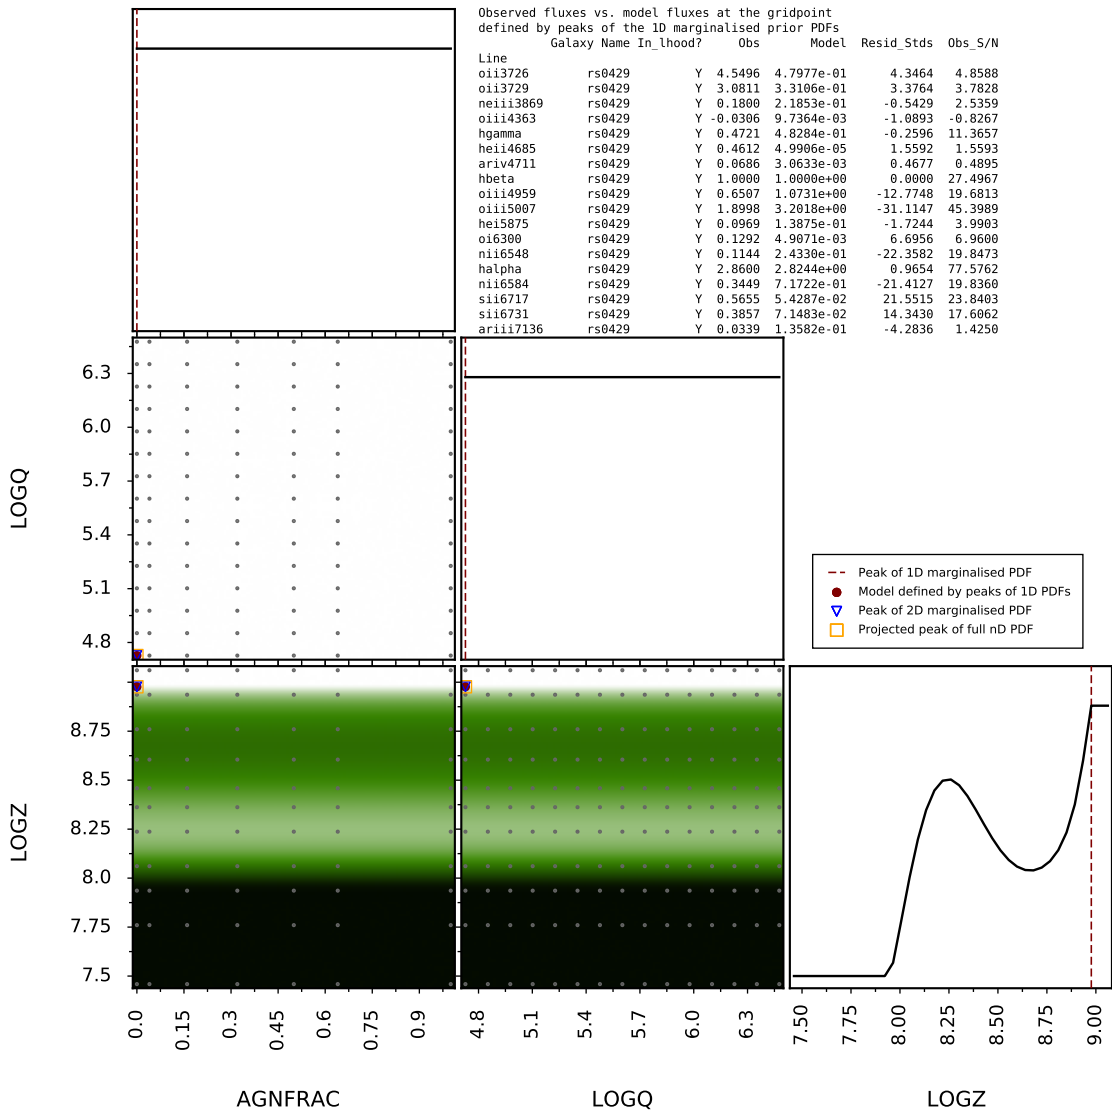 Observed fluxes vs. model fluxes at the gridpoint
defined by peaks of the 1D marginalised prior PDFs
Galaxy Name In_lhood? Obs Model Resid_Stds Obs_S/N
Line
oii3726 rs0429 Y 4.5496 4.7977e-01 4.3464 4.8588
oii3729 rs0429 Y 3.0811 3.3106e-01 3.3764 3.7828
neiii3869 rs0429 Y 0.1800 2.1853e-01 -0.5429 2.5359
oiii4363 rs0429 Y -0.0306 9.7364e-03 -1.0893 -0.8267
hgamma rs0429 Y 0.4721 4.8284e-01 -0.2596 11.3657
heii4685 rs0429 Y 0.4612 4.9906e-05 1.5592 1.5593
ariv4711 rs0429 Y 0.0686 3.0633e-03 0.4677 0.4895
hbeta rs0429 Y 1.0000 1.0000e+00 0.0000 27.4967
oiii4959 rs0429 Y 0.6507 1.0731e+00 -12.7748 19.6813
oiii5007 rs0429 Y 1.8998 3.2018e+00 -31.1147 45.3989
hei5875 rs0429 Y 0.0969 1.3875e-01 -1.7244 3.9903
oi6300 rs0429 Y 0.1292 4.9071e-03 6.6956 6.9600
nii6548 rs0429 Y 0.1144 2.4330e-01 -22.3582 19.8473
halpha rs0429 Y 2.8600 2.8244e+00 0.9654 77.5762
nii6584 rs0429 Y 0.3449 7.1722e-01 -21.4127 19.8360
sii6717 rs0429 Y 0.5655 5.4287e-02 21.5515 23.8403
sii6731 rs0429 Y 0.3857 7.1483e-02 14.3430 17.6062
ariii7136 rs0429 Y 0.0339 1.3582e-01 -4.2836 1.4250
6.3
6.0
5.7
5.4
5.1
4.8
LOGQ
Peak of 1D marginalised PDF
Model defined by peaks of 1D PDFs
Peak of 2D marginalised PDF
Projected peak of full nD PDF
8.75
8.5
8.25
8.0
7.75
7.5
LOGZ
0.0 0.15 0.3 0.45 0.6 0.75 0.9
4.8 5.1 5.4 5.7 6.0 6.3
7.50 7.75 8.00 8.25 8.50 8.75 9.00
AGNFRAC LOGQ LOGZ